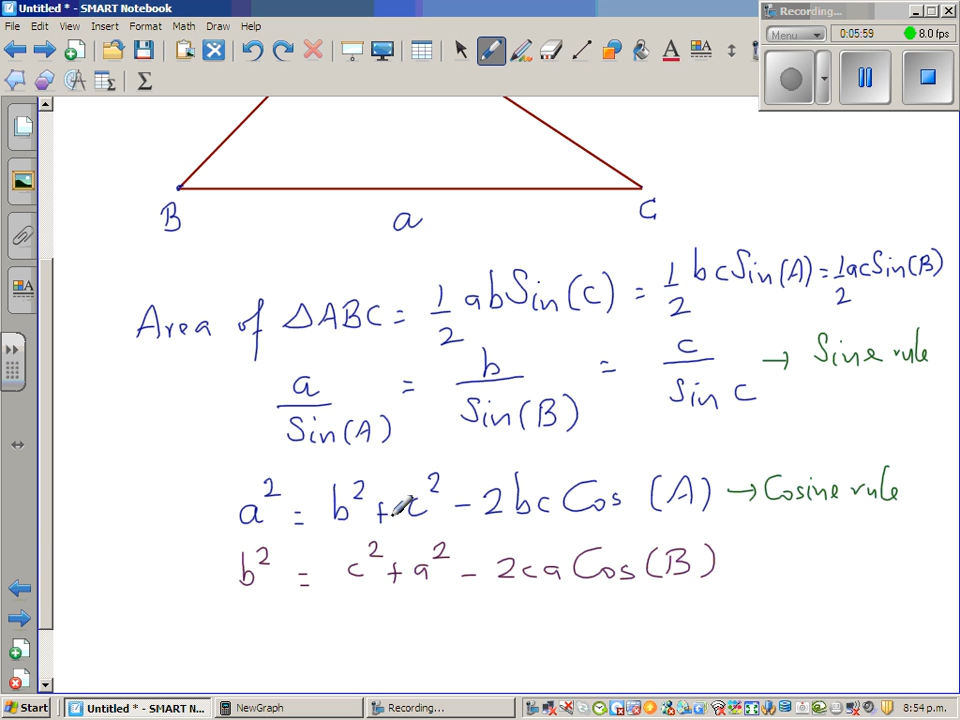 Untitled * - SMART Notebook
Recording...
File Edit View Insert Format Math Draw Help
Menu 0:05:59 8.0 fps
B a C
Area of ΔABC = 1/2 ab Sin(C) = 1/2 bc Sin(A) = 1/2 ac Sin(B)
a/Sin(A) = b/Sin(B) = c/Sin C → Sine rule
a² = b² + c² - 2bc Cos (A) → Cosine rule
b² = c² + a² - 2ca Cos(B)
Start Untitled * - SMART N... NewGraph Recording... 8:54 p.m.